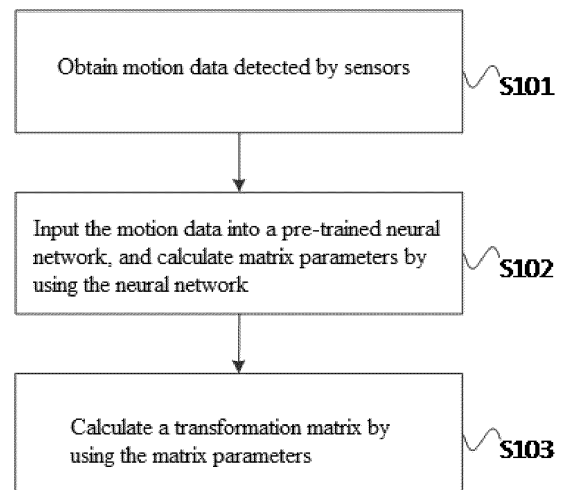 Obtain motion data detected by sensors
S101
Input the motion data into a pre-trained neural
network, and calculate matrix parameters by
using the neural network
S102
Calculate a transformation matrix by
using the matrix parameters
S103